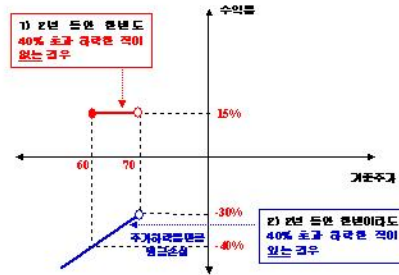 수익률
1) 2년 동안 한번도
40% 초과 하락한 적이
없는 경우
15%
60
70
기준주가
-30%
2) 2년 동안 한번이라도
40% 초과 하락한 적이
있는 경우
주가하락률만큼
원금손실
-40%